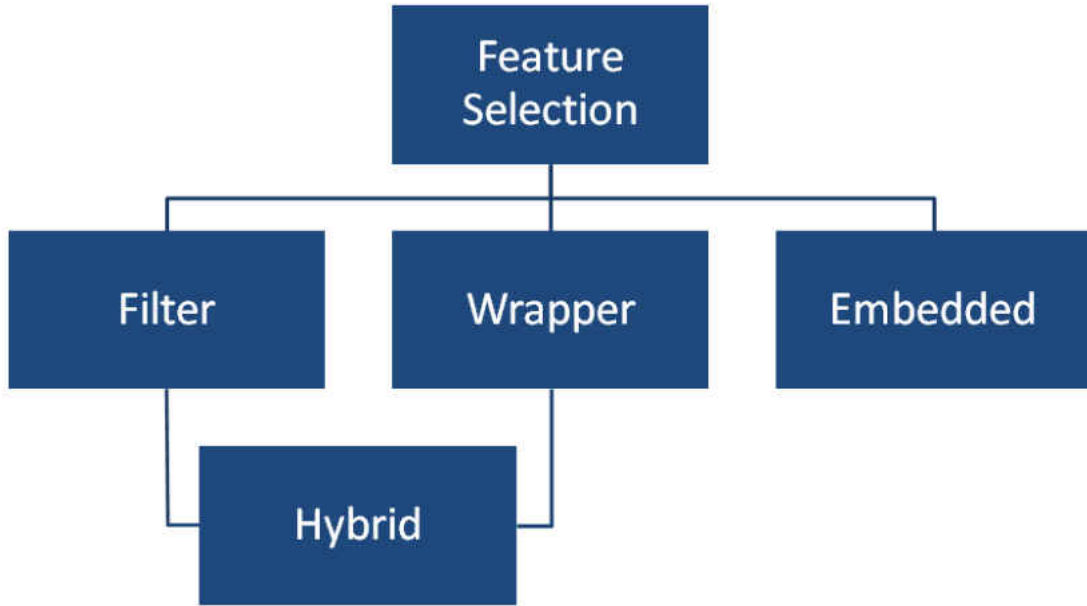 Feature
Selection
Filter
Wrapper
Embedded
Hybrid